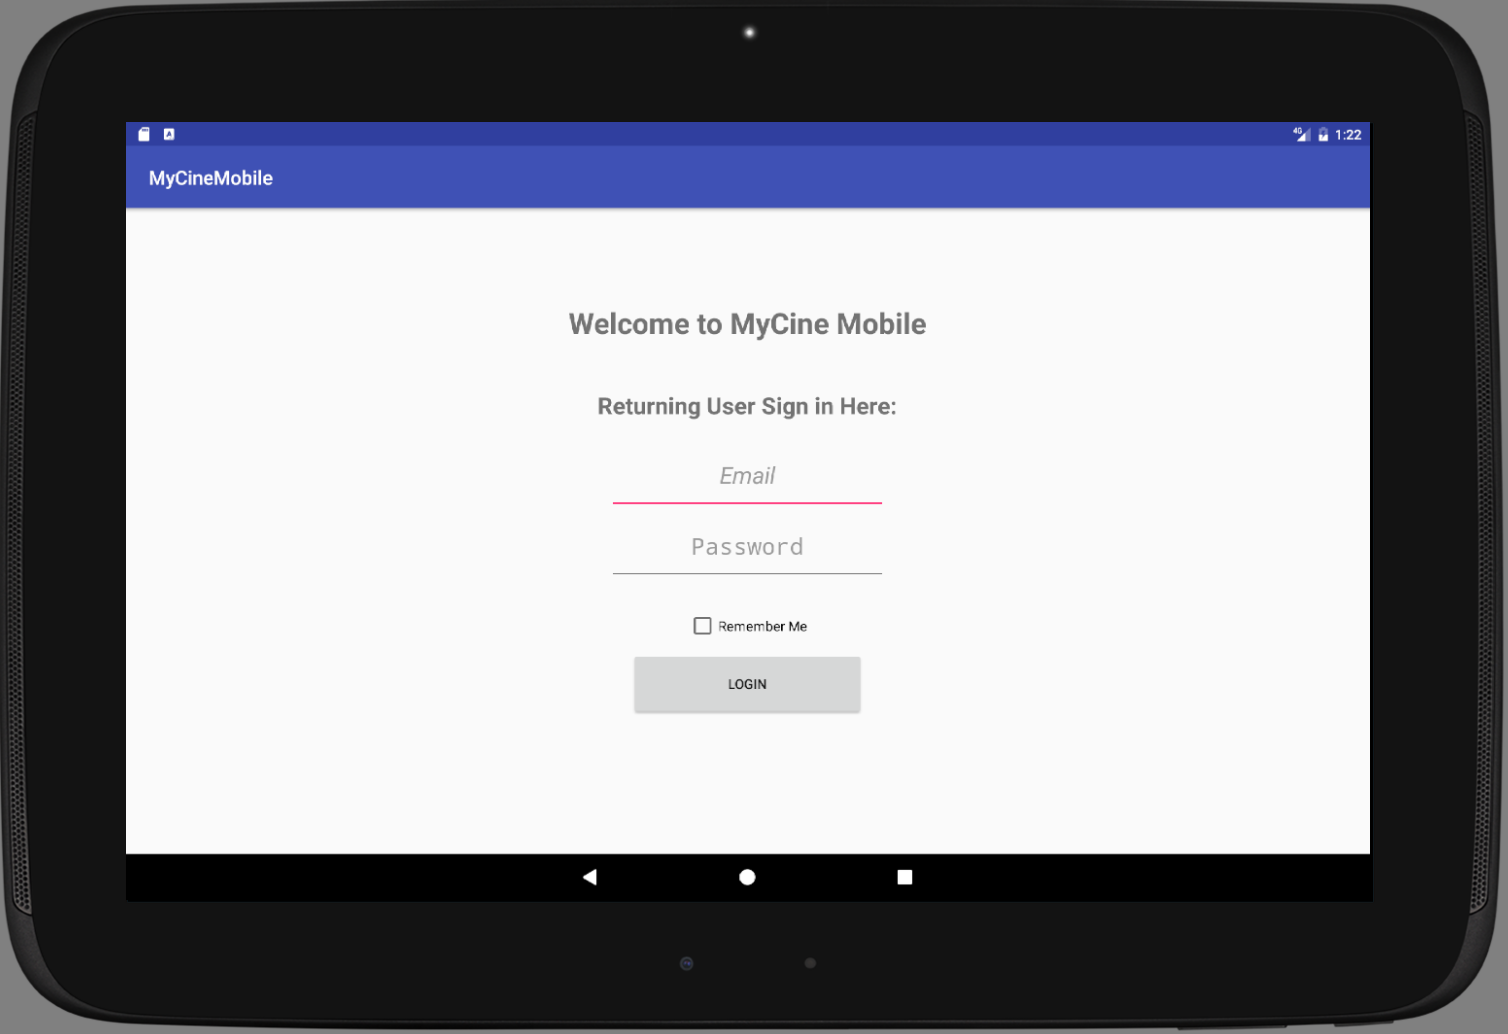 4G 1:22
MyCineMobile
Welcome to MyCine Mobile
Returning User Sign in Here:
Email
Password
Remember Me
LOGIN